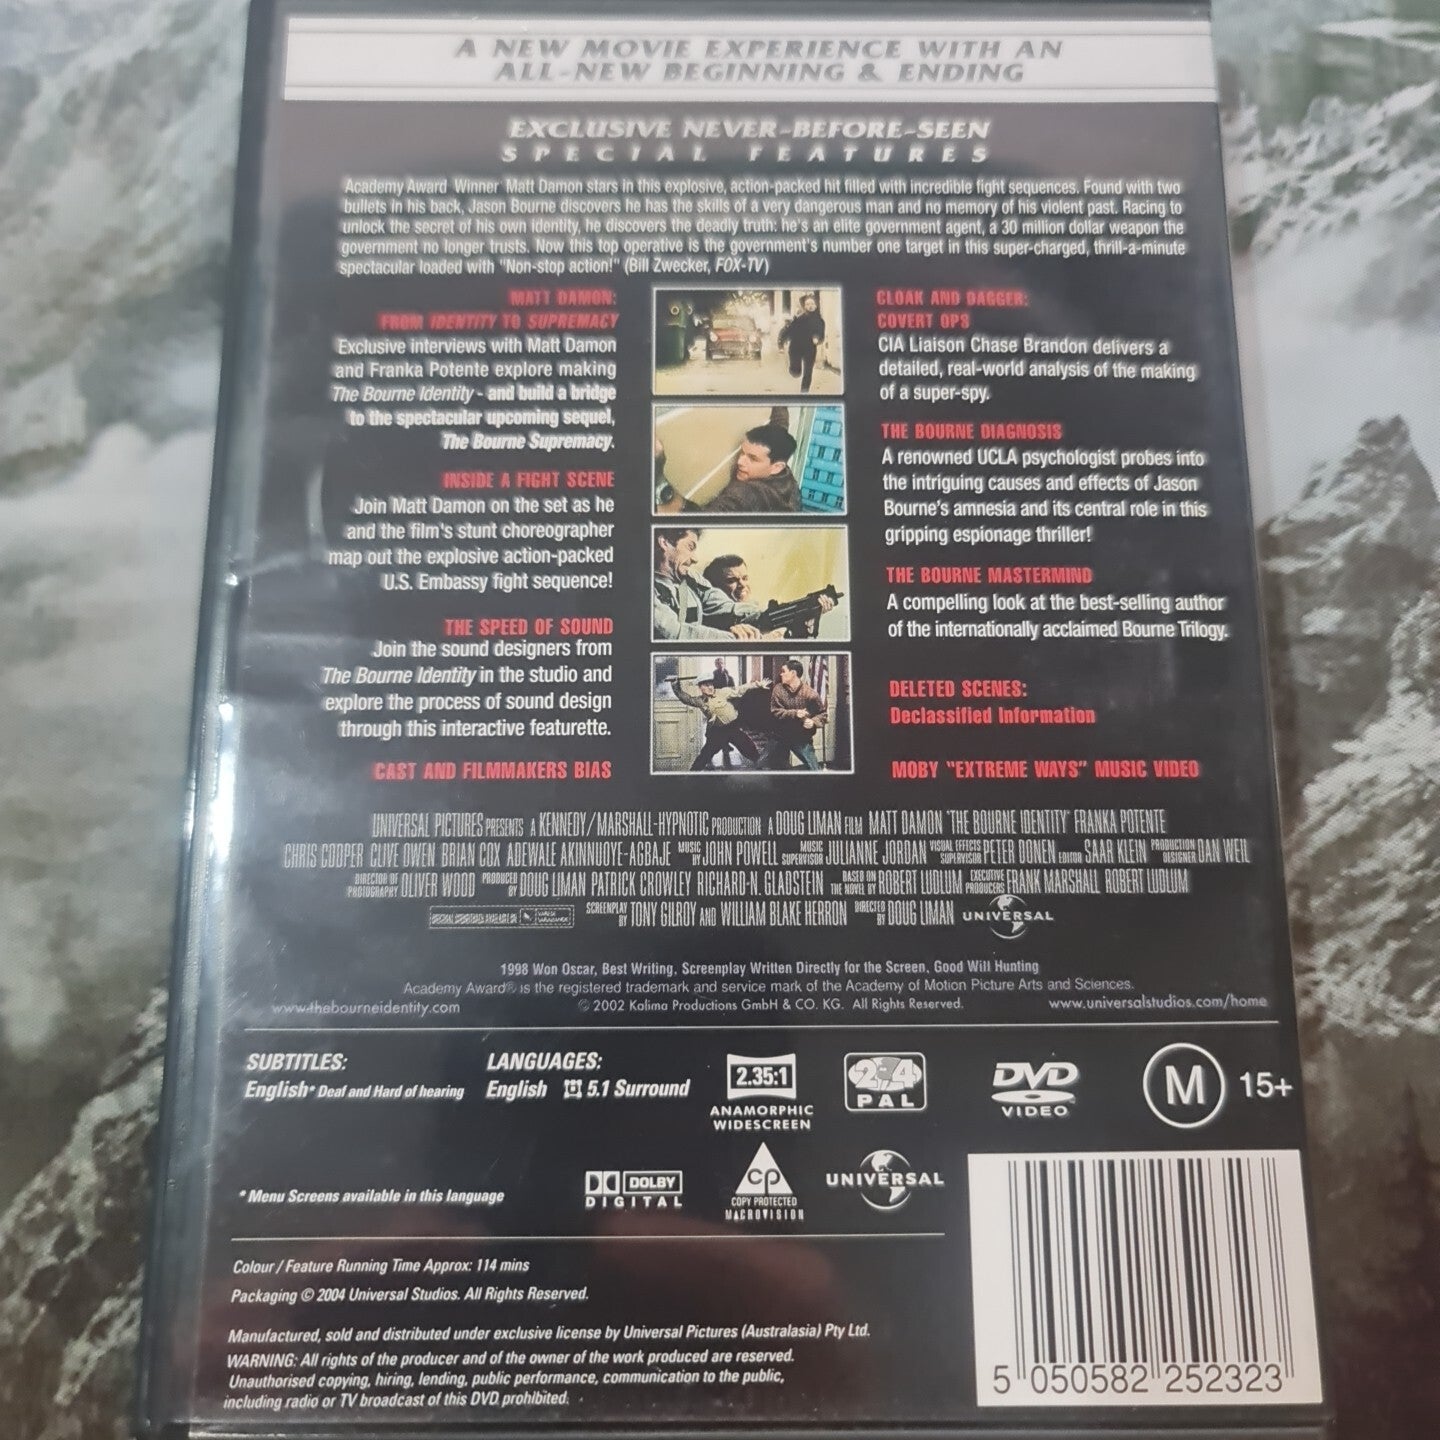 A NEW MOVIE EXPERIENCE WITH AN
ALL-NEW BEGINNING & ENDING
EXCLUSIVE NEVER-BEFORE-SEEN
SPECIAL FEATURES
Academy Award Winner Matt Damon stars in this explosive, action-packed hit filled with incredible fight sequences. Found with two
bullets in his back, Jason Bourne discovers he has the skills of a very dangerous man and no memory of his violent past. Racing to
unlock the secret of his own identity, he discovers the deadly truth: he's an elite government agent, a 30 million dollar weapon the
government no longer trusts. Now this top operative is the government's number one target in this super-charged, thrill-a-minute
spectacular loaded with "Non-stop action!" (Bill Zwecker, FOX-TV)
MATT DAMON:
FROM IDENTITY TO SUPREMACY
Exclusive interviews with Matt Damon
and Franka Potente explore making
The Bourne Identity - and build a bridge
to the spectacular upcoming sequel,
The Bourne Supremacy.
INSIDE A FIGHT SCENE
Join Matt Damon on the set as he
and the film's stunt choreographer
map out the explosive action-packed
U.S. Embassy fight sequence!
THE SPEED OF SOUND
Join the sound designers from
The Bourne Identity in the studio and
explore the process of sound design
through this interactive featurette.
CAST AND FILMMAKERS BIAS
CLOAK AND DAGGER:
COVERT OPS
CIA Liaison Chase Brandon delivers a
detailed, real-world analysis of the making
of a super-spy.
THE BOURNE DIAGNOSIS
A renowned UCLA psychologist probes into
the intriguing causes and effects of Jason
Bourne's amnesia and its central role in this
gripping espionage thriller!
THE BOURNE MASTERMIND
A compelling look at the best-selling author
of the internationally acclaimed Bourne Trilogy.
DELETED SCENES:
Declassified Information
MOBY "EXTREME WAYS" MUSIC VIDEO
UNIVERSAL PICTURES PRESENTS A KENNEDY/MARSHALL-HYPNOTIC PRODUCTION A DOUG LIMAN FILM MATT DAMON "THE BOURNE IDENTITY" FRANKA POTENTE
CHRIS COOPER CLIVE OWEN BRIAN COX ADEWALE AKINNUOYE-AGBAJE MUSIC BY JOHN POWELL MUSIC SUPERVISOR JULIANNE JORDAN VISUAL EFFECTS SUPERVISOR PETER DONEN EDITOR SAAR KLEIN PRODUCTION DESIGNER DAN WEIL
DIRECTOR OF PHOTOGRAPHY OLIVER WOOD PRODUCED BY DOUG LIMAN PATRICK CROWLEY RICHARD N. GLADSTEIN BASED ON THE NOVEL BY ROBERT LUDLUM EXECUTIVE PRODUCERS FRANK MARSHALL ROBERT LUDLUM
SCREENPLAY BY TONY GILROY AND WILLIAM BLAKE HERRON DIRECTED BY DOUG LIMAN UNIVERSAL
1998 Won Oscar, Best Writing, Screenplay Written Directly for the Screen, Good Will Hunting
Academy Award® is the registered trademark and service mark of the Academy of Motion Picture Arts and Sciences.
www.thebourneidentity.com © 2002 Kalima Productions GmbH & CO. KG. All Rights Reserved. www.universalstudios.com/home
SUBTITLES:
English* Deaf and Hard of hearing
LANGUAGES:
English 5.1 Surround
2.35:1
ANAMORPHIC
WIDESCREEN
2 4
PAL
DVD
VIDEO
M 15+
* Menu Screens available in this language
DOLBY
DIGITAL
CP
COPY PROTECTED
MACROVISION
UNIVERSAL
Colour / Feature Running Time Approx: 114 mins
Packaging © 2004 Universal Studios. All Rights Reserved.
Manufactured, sold and distributed under exclusive license by Universal Pictures (Australasia) Pty Ltd.
WARNING: All rights of the producer and of the owner of the work produced are reserved.
Unauthorised copying, hiring, lending, public performance, communication to the public,
including radio or TV broadcast of this DVD prohibited.
5 050582 252323